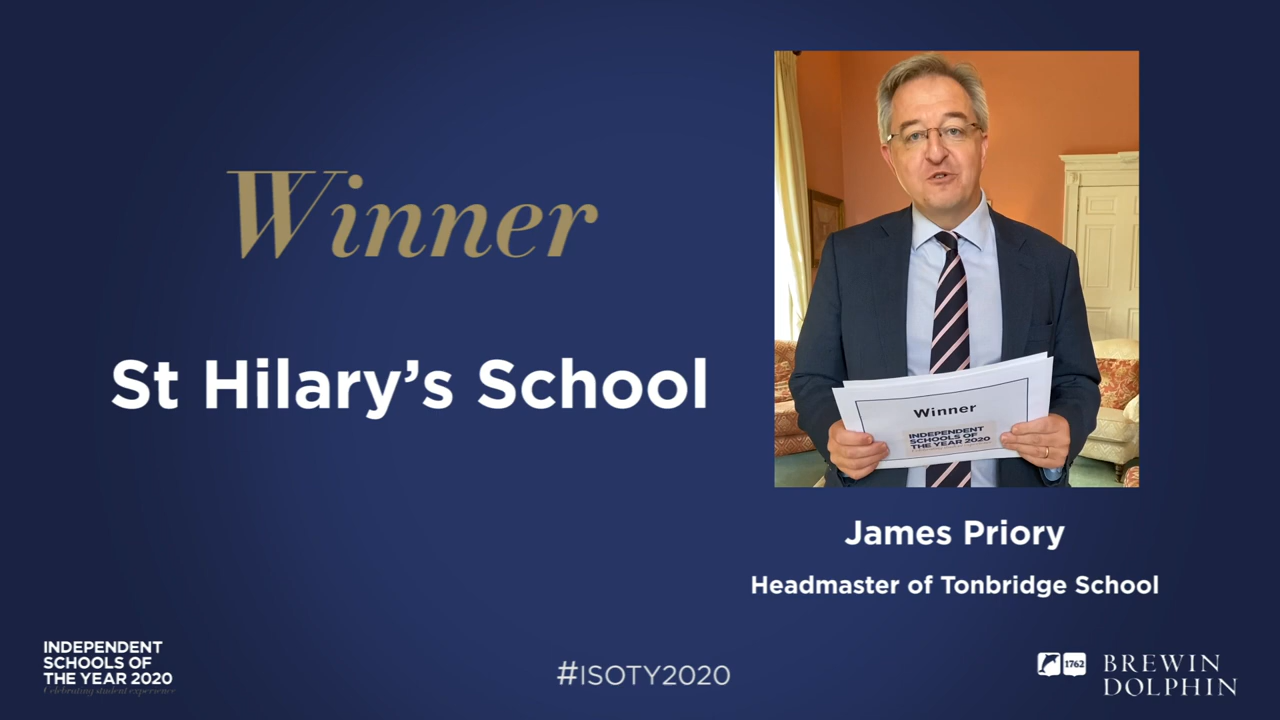 Winner
St Hilary's School
Winner
INDEPENDENT
SCHOOLS OF
THE YEAR 2020
James Priory
Headmaster of Tonbridge School
INDEPENDENT
SCHOOLS OF
THE YEAR 2020
Celebrating student experience
#ISOTY2020
1762
BREWIN
DOLPHIN